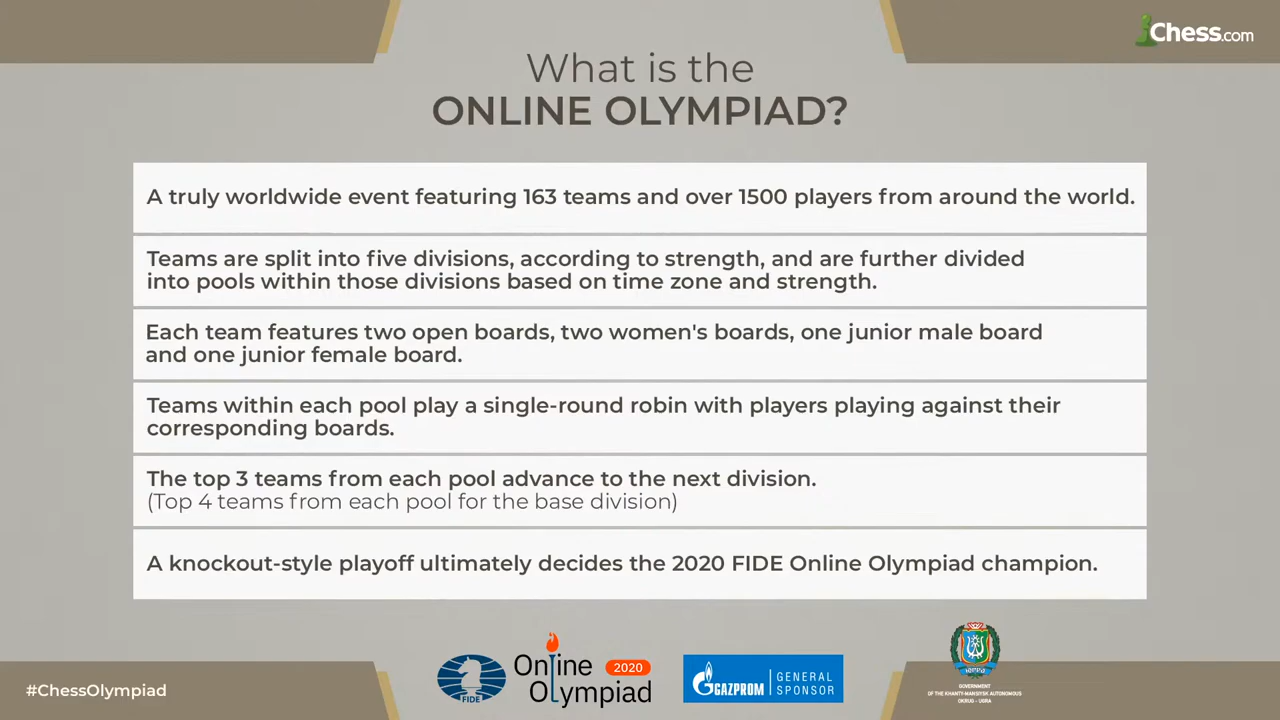 Chess.com
What is the
ONLINE OLYMPIAD?
A truly worldwide event featuring 163 teams and over 1500 players from around the world.
Teams are split into five divisions, according to strength, and are further divided
into pools within those divisions based on time zone and strength.
Each team features two open boards, two women's boards, one junior male board
and one junior female board.
Teams within each pool play a single-round robin with players playing against their
corresponding boards.
The top 3 teams from each pool advance to the next division.
(Top 4 teams from each pool for the base division)
A knockout-style playoff ultimately decides the 2020 FIDE Online Olympiad champion.
#ChessOlympiad
FIDE
Online 2020
Olympiad
GAZPROM
GENERAL
SPONSOR
GOVERNMENT
OF THE KHANTY-MANSIYSK AUTONOMOUS
OKRUG – UGRA